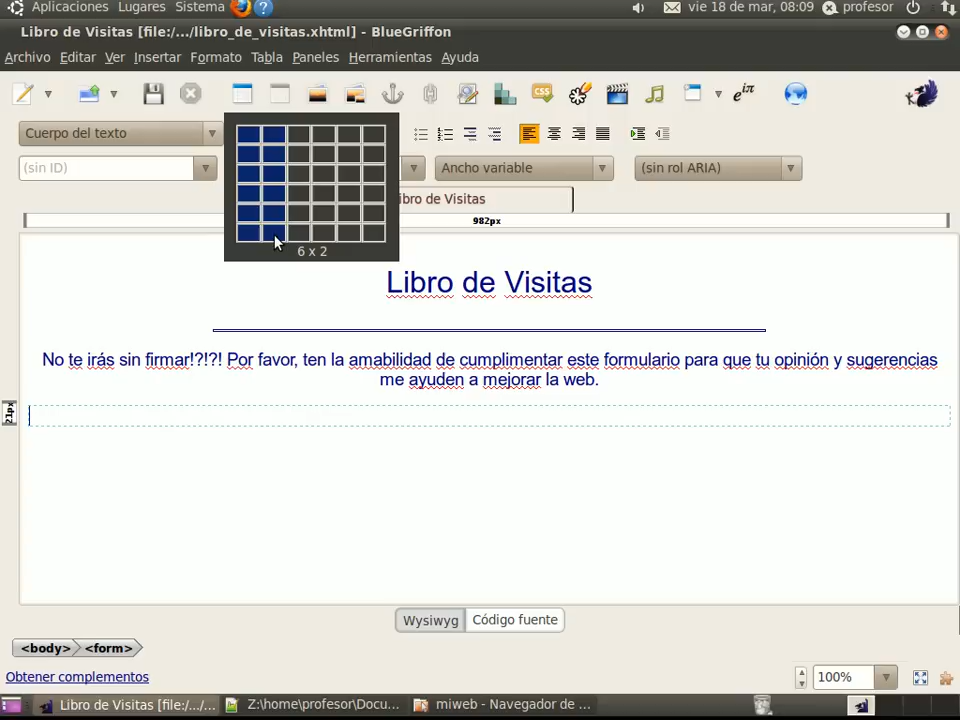 Aplicaciones Lugares Sistema vie 18 de mar, 08:09 profesor
Libro de Visitas [file:/.../libro_de_visitas.xhtml] - BlueGriffon
Archivo Editar Ver Insertar Formato Tabla Paneles Herramientas Ayuda
CSS eiπ
Cuerpo del texto
(sin ID) Ancho variable (sin rol ARIA)
ibro de Visitas
982px
6 x 2
Libro de Visitas
No te irás sin firmar!?!?! Por favor, ten la amabilidad de cumplimentar este formulario para que tu opinión y sugerencias
me ayuden a mejorar la web.
21px
Wysiwyg Código fuente
<body> <form>
Obtener complementos 100%
Libro de Visitas [file:/.../... Z:\home\profesor\Docu... miweb - Navegador de ...